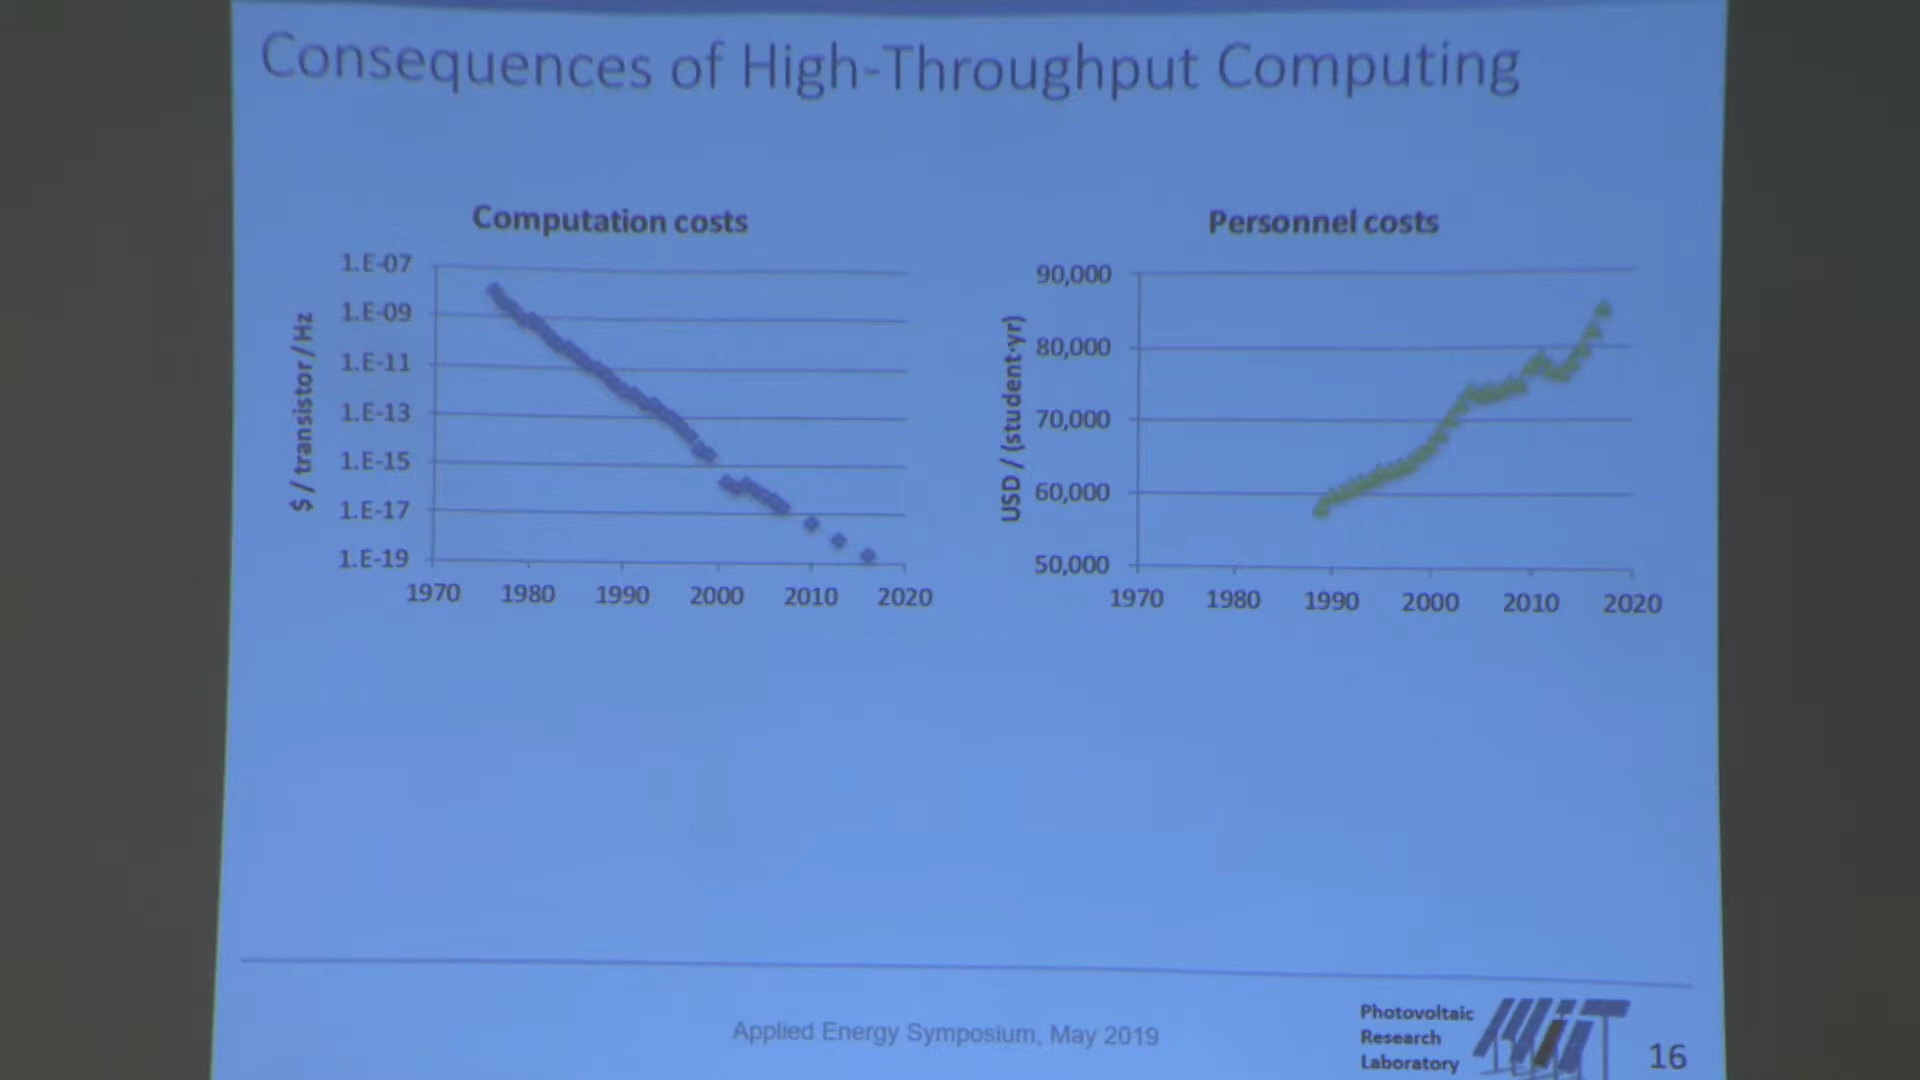 Consequences of High-Throughput Computing
Computation costs
1.E-07
1.E-09
1.E-11
1.E-13
1.E-15
1.E-17
1.E-19
$ / transistor / Hz
1970 1980 1990 2000 2010 2020
Personnel costs
90,000
80,000
70,000
60,000
50,000
USD / (student·yr)
1970 1980 1990 2000 2010 2020
Applied Energy Symposium, May 2019
Photovoltaic
Research
Laboratory
MIT
16